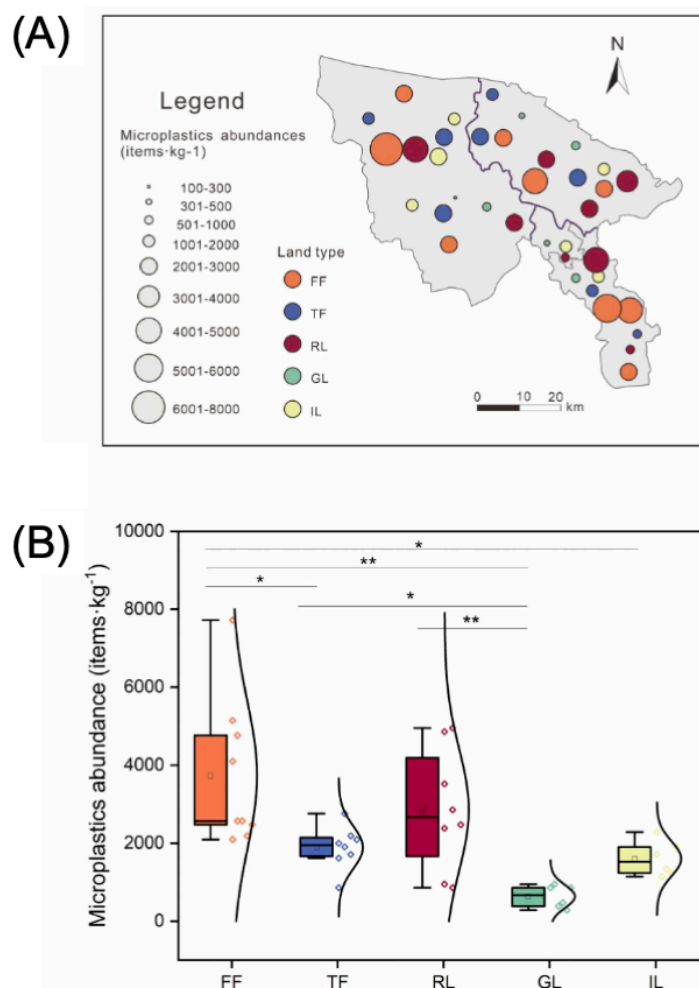 (A)
N
Legend
Microplastics abundances
(items·kg-1)
100-300
301-500
501-1000
1001-2000
2001-3000
3001-4000
4001-5000
5001-6000
6001-8000
Land type
FF
TF
RL
GL
IL
0 10 20
km
(B)
Microplastics abundance (items·kg⁻¹)
10000
8000
6000
4000
2000
0
*
**
*
*
**
FF TF RL GL IL